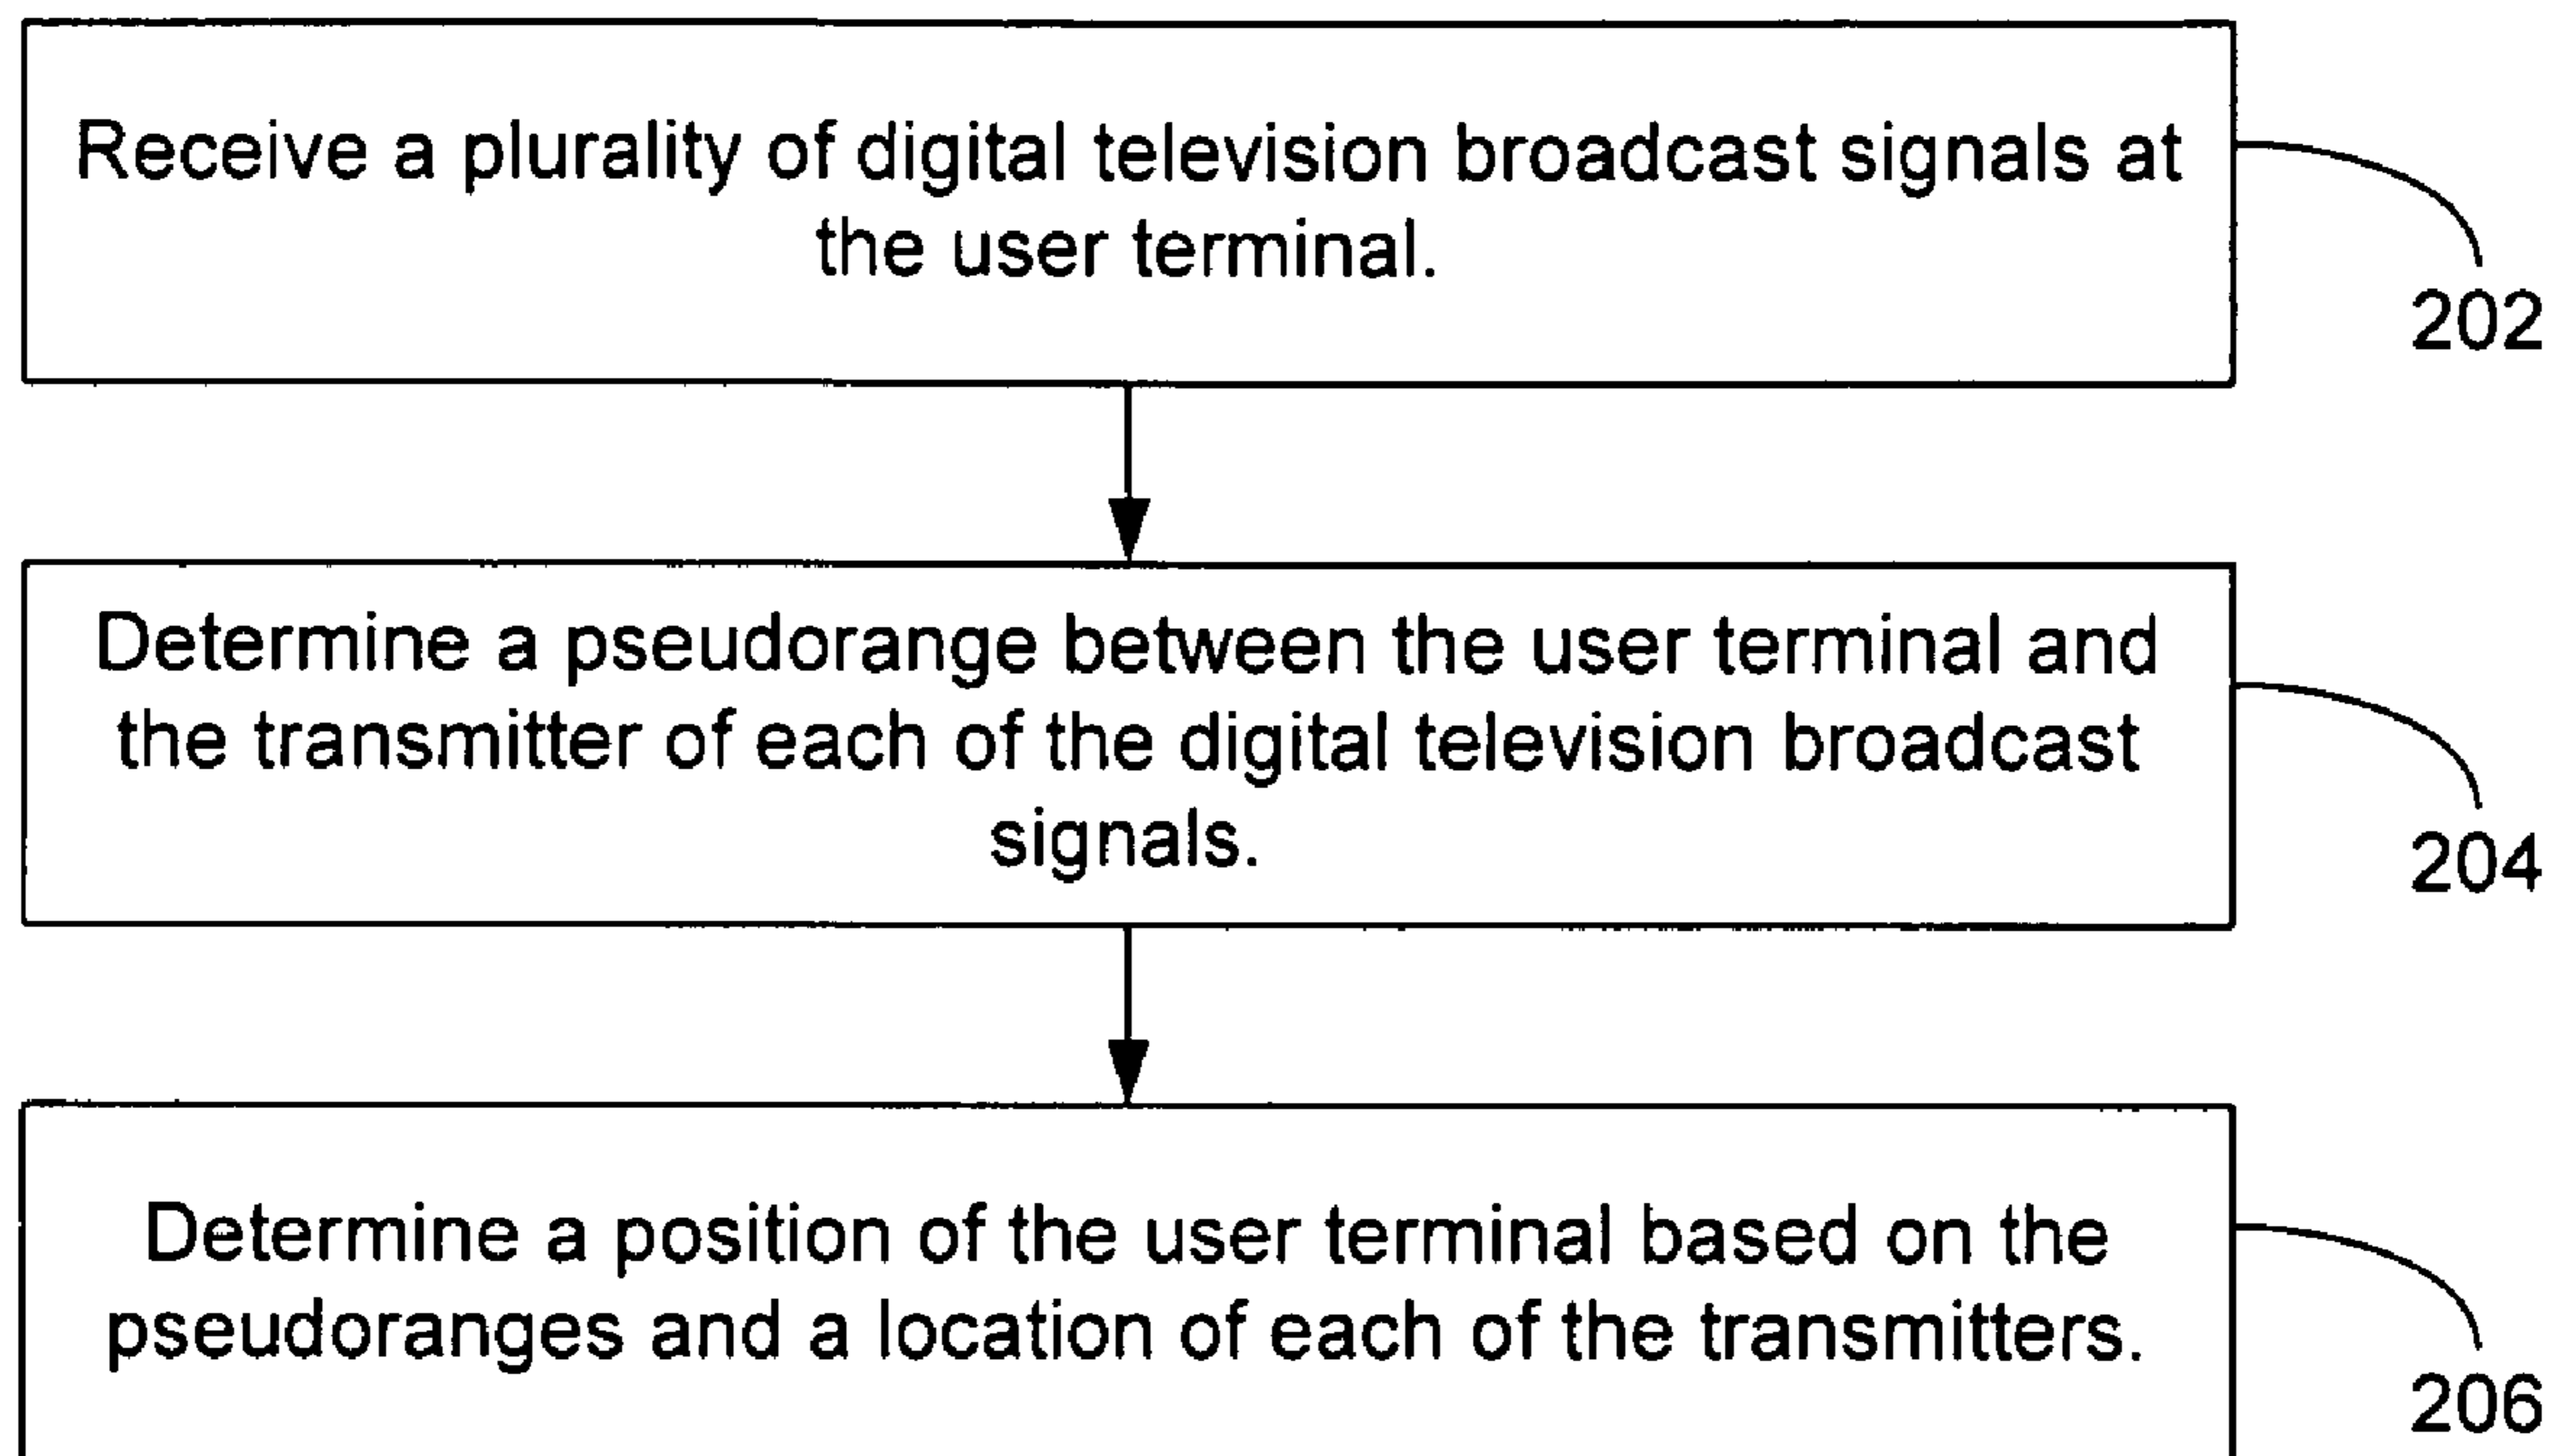 Receive a plurality of digital television broadcast signals at
the user terminal.
202
Determine a pseudorange between the user terminal and
the transmitter of each of the digital television broadcast
signals.
204
Determine a position of the user terminal based on the
pseudoranges and a location of each of the transmitters.
206